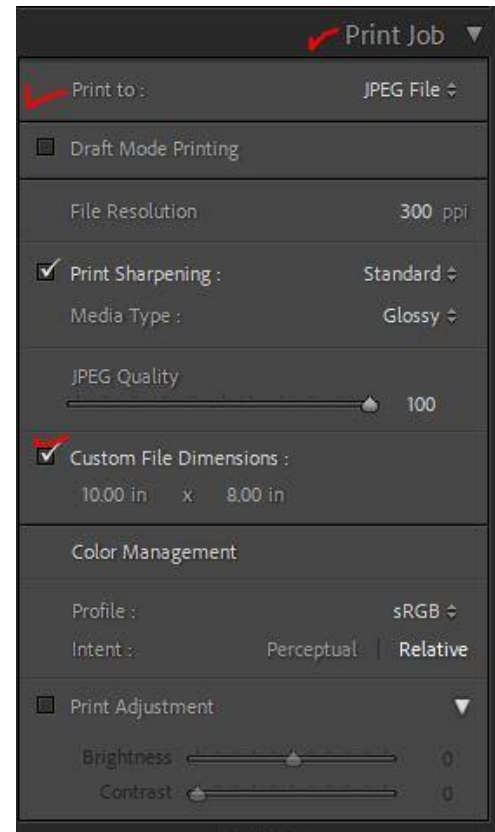 Print Job
Print to : JPEG File
Draft Mode Printing
File Resolution 300 ppi
Print Sharpening : Standard
Media Type : Glossy
JPEG Quality
100
Custom File Dimensions :
10.00 in x 8.00 in
Color Management
Profile : sRGB
Intent : Perceptual | Relative
Print Adjustment
Brightness 0
Contrast 0